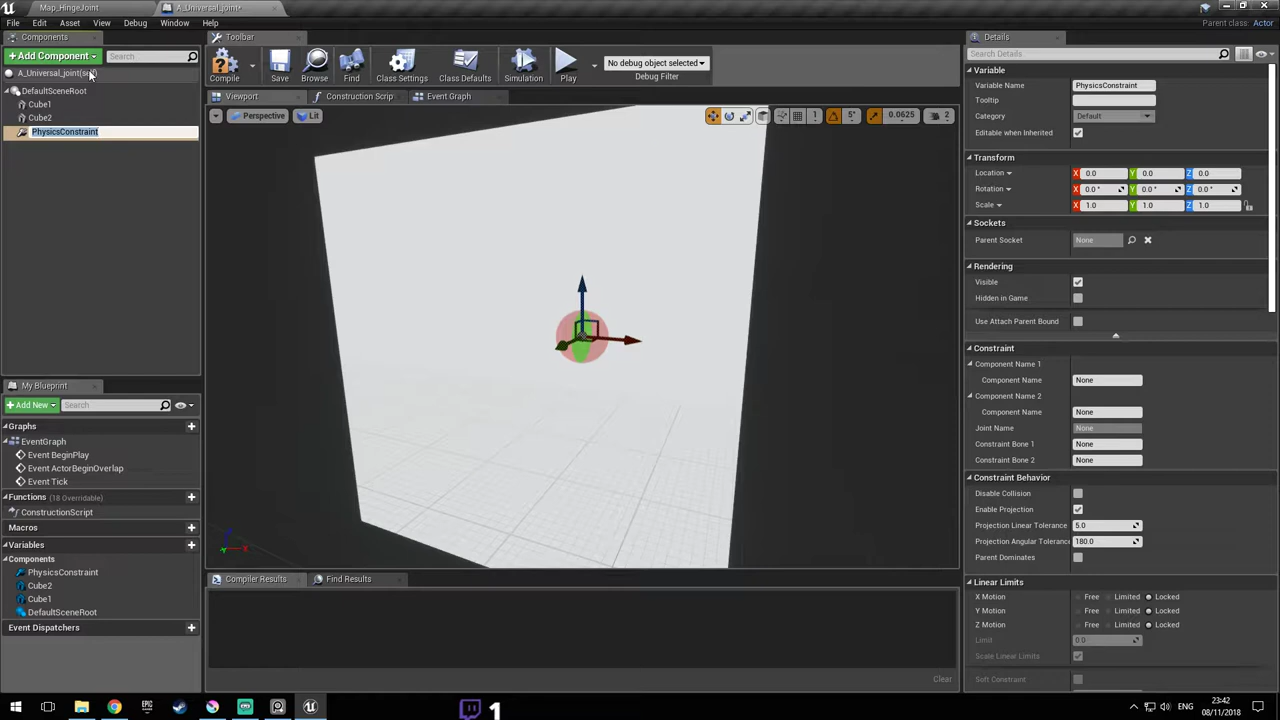 Map_HingeJoint
A_Universal_joint*
File Edit Asset View Debug Window Help
Parent class: Actor
Components
Toolbar
Details
+Add Component
Search
Compile
Save
Browse
Find
Class Settings
Class Defaults
Simulation
Play
No debug object selected
Debug Filter
Search Details
A_Universal_joint(self)
DefaultSceneRoot
Cube1
Cube2
PhysicsConstraint
Viewport
Construction Scrip
Event Graph
Perspective
Lit
1
5°
0.0625
2
Variable
Variable Name PhysicsConstraint
Tooltip
Category Default
Editable when Inherited
Transform
Location X 0.0 Y 0.0 Z 0.0
Rotation X 0.0 ° Y 0.0 ° Z 0.0 °
Scale X 1.0 Y 1.0 Z 1.0
Sockets
Parent Socket None
Rendering
Visible
Hidden in Game
Use Attach Parent Bound
Constraint
Component Name 1
Component Name None
Component Name 2
Component Name None
Joint Name None
Constraint Bone 1 None
Constraint Bone 2 None
Constraint Behavior
Disable Collision
Enable Projection
Projection Linear Tolerance 5.0
Projection Angular Tolerance 180.0
Parent Dominates
Linear Limits
X Motion Free Limited Locked
Y Motion Free Limited Locked
Z Motion Free Limited Locked
Limit 0.0
Scale Linear Limits
Soft Constraint
My Blueprint
+Add New
Search
Graphs
EventGraph
Event BeginPlay
Event ActorBeginOverlap
Event Tick
Functions (18 Overridable)
ConstructionScript
Macros
Variables
Components
PhysicsConstraint
Cube2
Cube1
DefaultSceneRoot
Event Dispatchers
Compiler Results
Find Results
Clear
1
ENG
23:42
08/11/2018